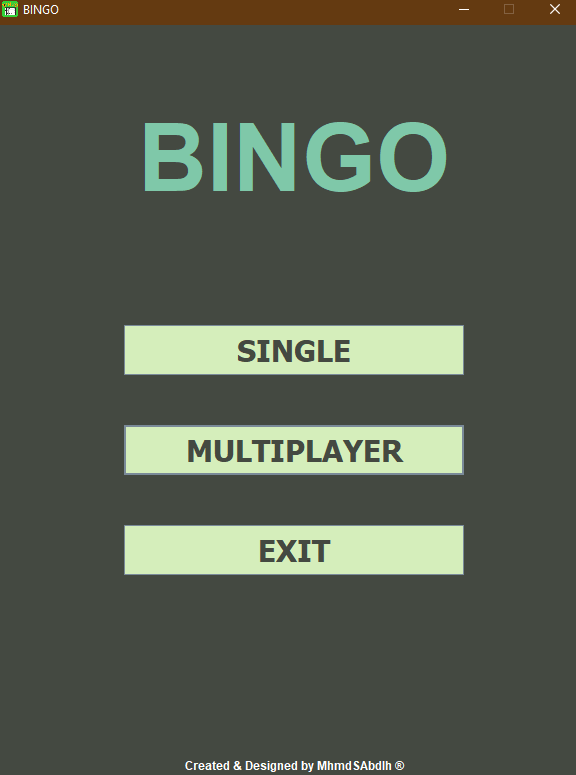 BINGO
BINGO
SINGLE
MULTIPLAYER
EXIT
Created & Designed by MhmdSAbdlh ®